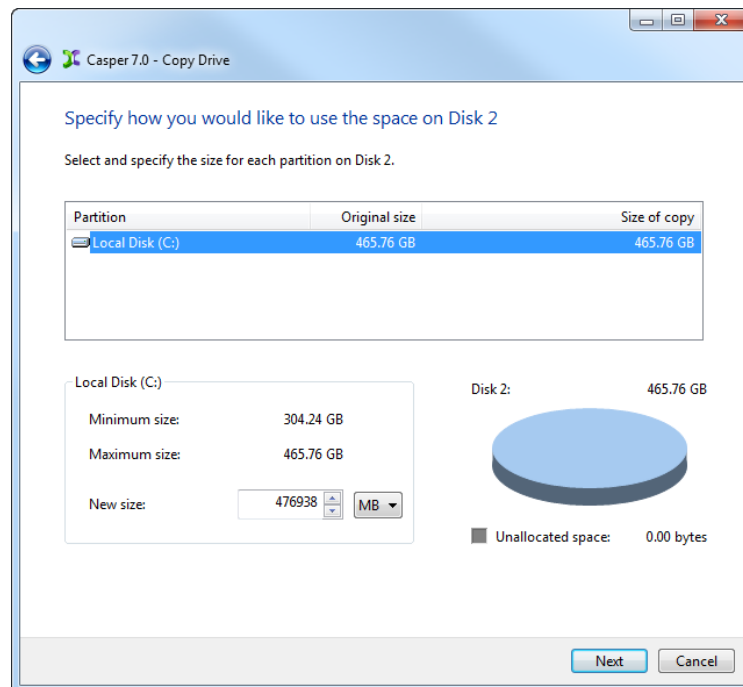 Casper 7.0 - Copy Drive
Specify how you would like to use the space on Disk 2
Select and specify the size for each partition on Disk 2.
Partition Original size Size of copy
Local Disk (C:) 465.76 GB 465.76 GB
Local Disk (C:)
Disk 2: 465.76 GB
Minimum size: 304.24 GB
Maximum size: 465.76 GB
New size: 476938 MB
Unallocated space: 0.00 bytes
Next Cancel